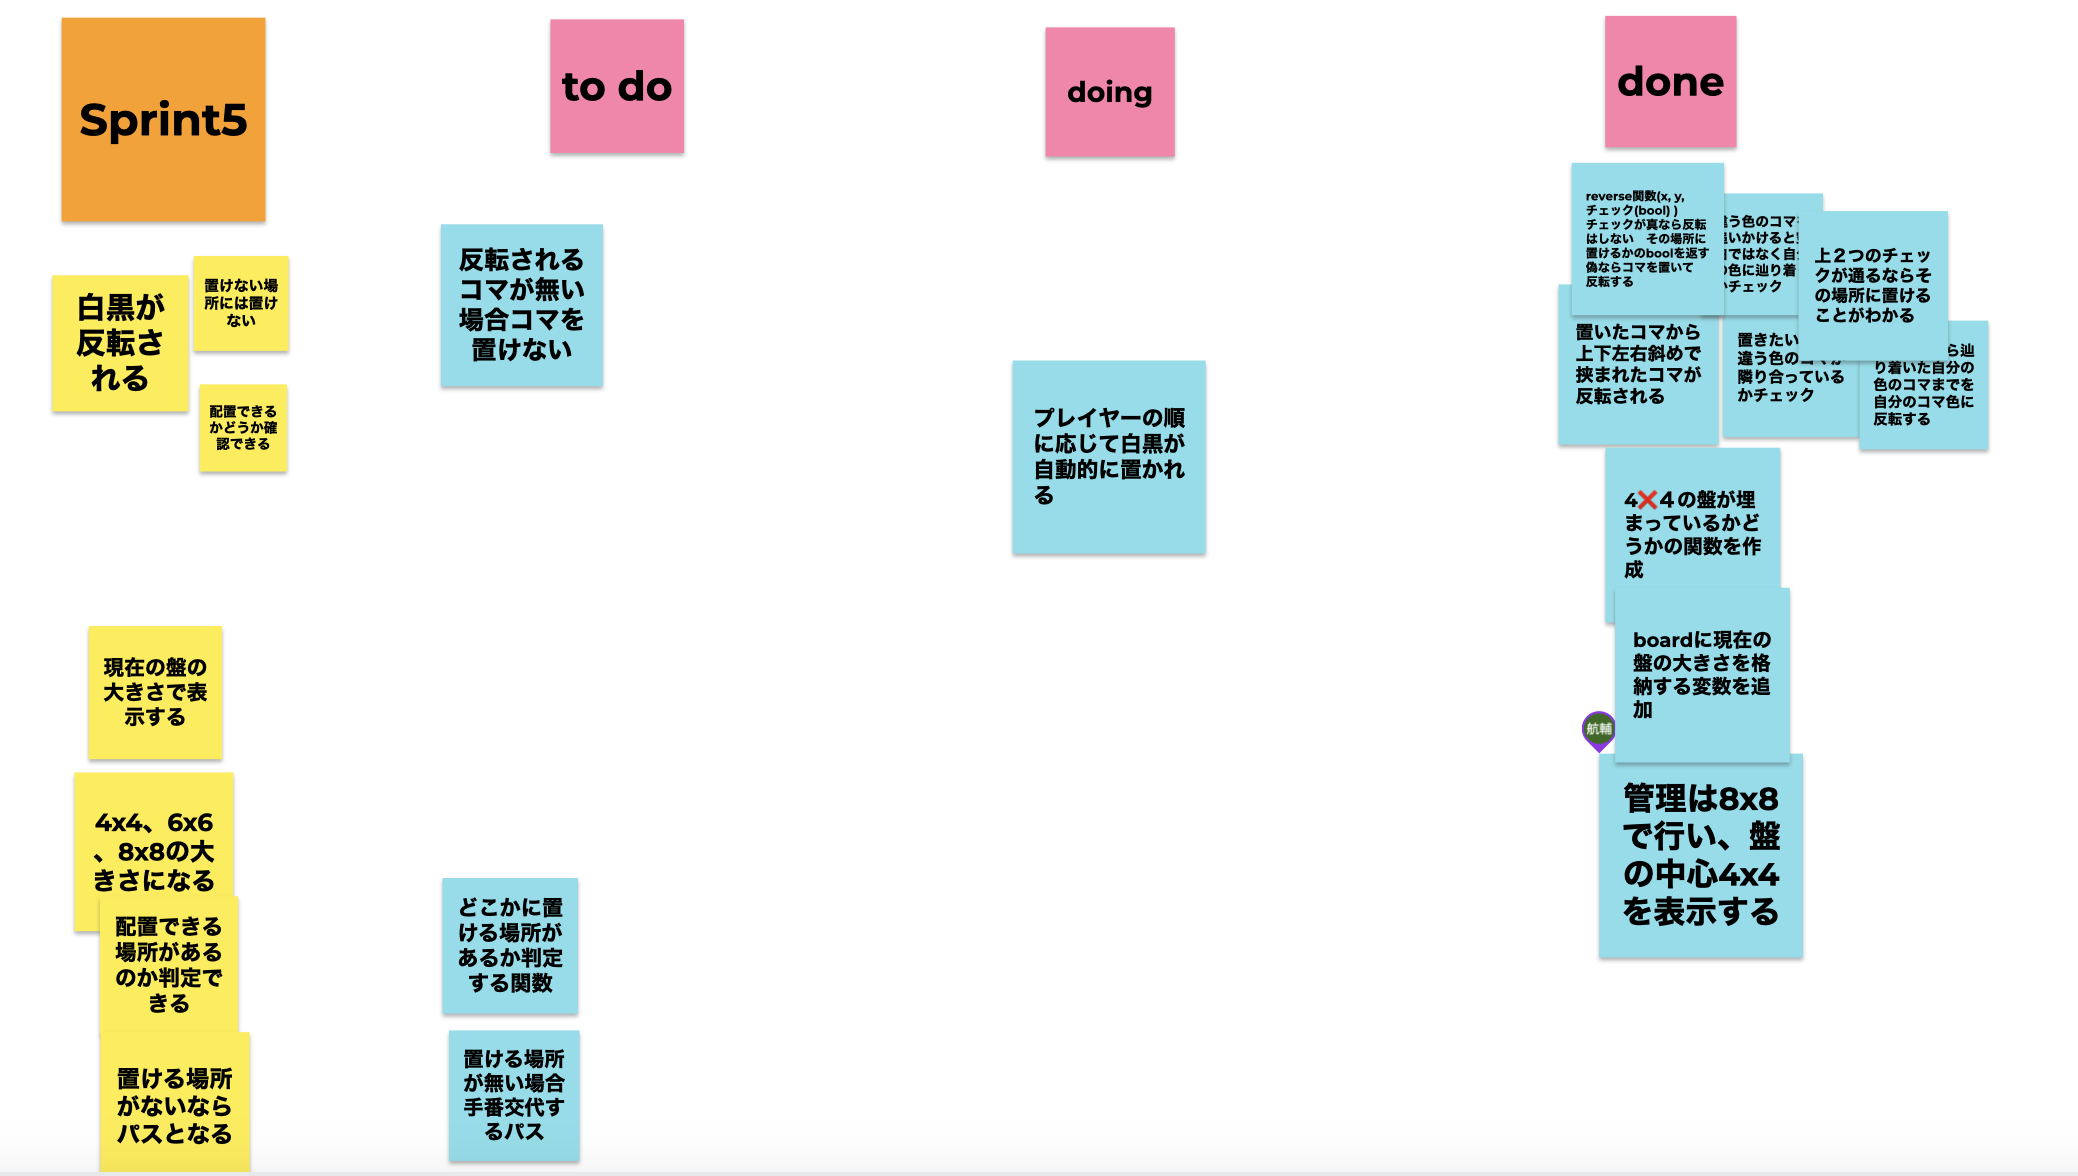 Sprint5
to do
doing
done
白黒が
反転さ
れる
置けない場
所には置け
ない
配置できる
かどうか確
認できる
反転される
コマが無い
場合コマを
置けない
プレイヤーの順
に応じて白黒が
自動的に置かれ
る
reverse関数(x, y,
チェック(bool) )
チェックが真なら反転
はしない　その場所に
置けるかのboolを返す
偽ならコマを置いて
反転する
う色のコマ
いかけると
ではなく自
色に辿り着
チェック
上２つのチェッ
クが通るならそ
の場所に置ける
ことがわかる
置いたコマから
上下左右斜めで
挟まれたコマが
反転される
置きたい
違う色の
隣り合っている
かチェック
ら辿
り着いた自分の
色のコマまでを
自分のコマ色に
反転する
4❌４の盤が埋
まっているかど
うかの関数を作
成
boardに現在の
盤の大きさを格
納する変数を追
加
航輔
管理は8x8
で行い、盤
の中心4x4
を表示する
現在の盤の
大きさで表
示する
4x4、6x6
、8x8の大
きさになる
配置できる
場所がある
のか判定で
きる
置ける場所
がないなら
パスとなる
どこかに置
ける場所が
あるか判定
する関数
置ける場所
が無い場合
手番交代す
るパス